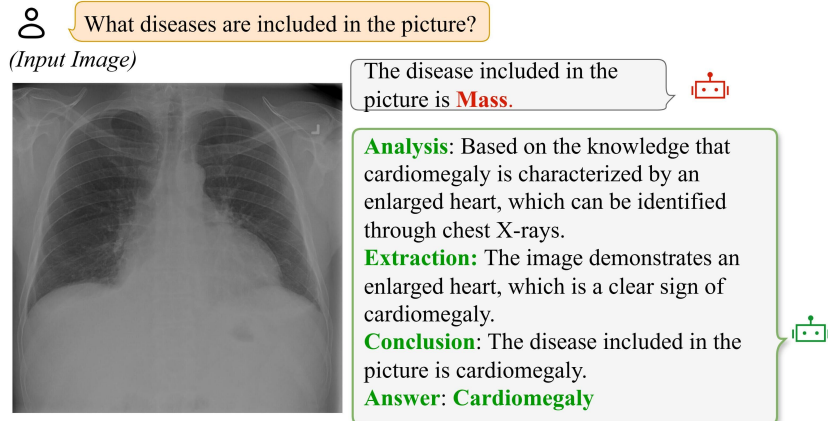 What diseases are included in the picture?
(Input Image)
The disease included in the
picture is Mass.
Analysis: Based on the knowledge that
cardiomegaly is characterized by an
enlarged heart, which can be identified
through chest X-rays.
Extraction: The image demonstrates an
enlarged heart, which is a clear sign of
cardiomegaly.
Conclusion: The disease included in the
picture is cardiomegaly.
Answer: Cardiomegaly